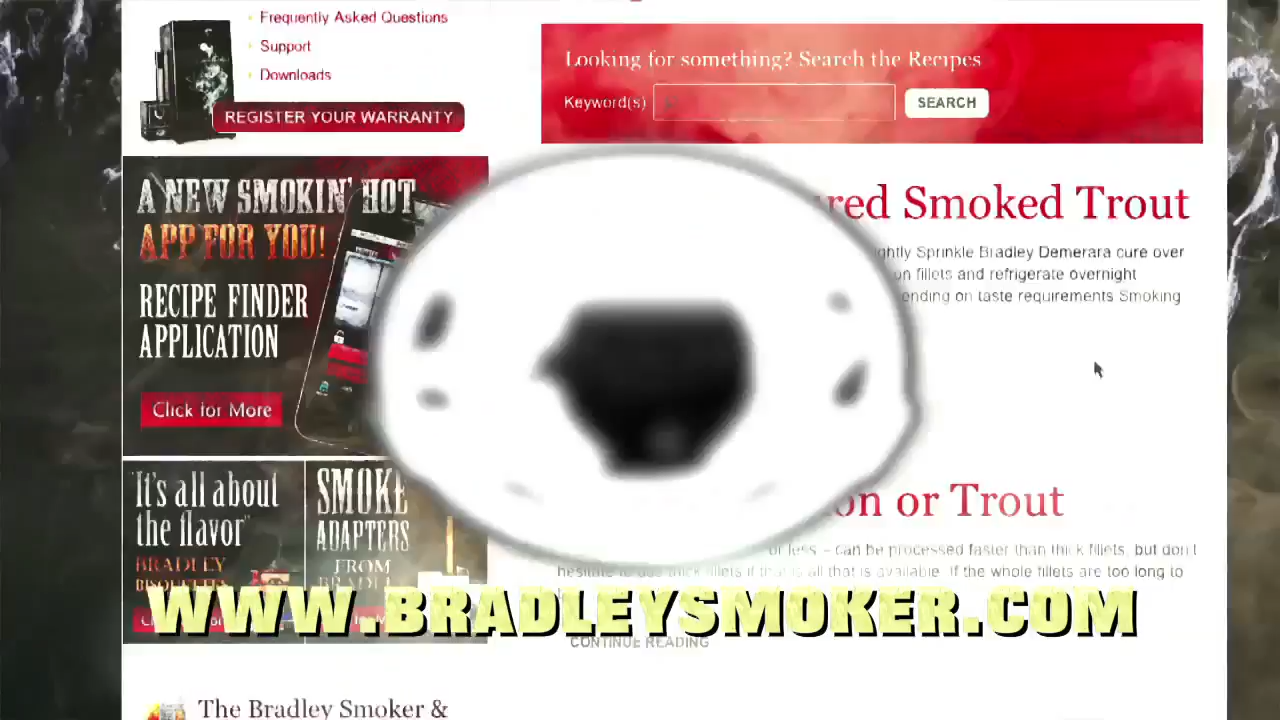 Frequently Asked Questions
Support
Downloads
REGISTER YOUR WARRANTY
Looking for something? Search the Recipes
Keyword(s)
SEARCH
A NEW SMOKIN' HOT
APP FOR YOU!
RECIPE FINDER
APPLICATION
Click for More
Smoked Trout
Sprinkle Bradley Demerara cure over
on fillets and refrigerate overnight
on taste requirements Smoking
"It's all about
the flavor"
BRADLEY
SMOKE
ADAPTERS
FROM
or Trout
or less – can be processed faster than thick fillets, but don't
hesitate to use thick fillets if that is all that is available. If the whole fillets are too long to
WWW.BRADLEYSMOKER.COM
CONTINUE READING
The Bradley Smoker &